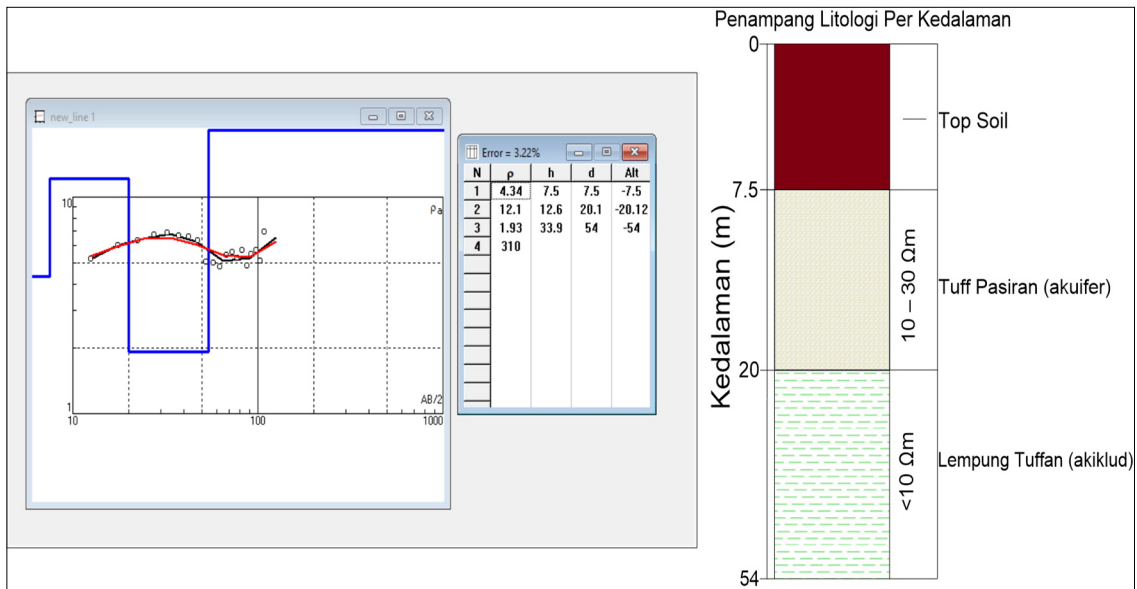 new_line 1
10
ρa
1
10
100
AB/2
1000
Error = 3.22%
N ρ h d Alt
1 4.34 7.5 7.5 -7.5
2 12.1 12.6 20.1 -20.12
3 1.93 33.9 54 -54
4 310
Penampang Litologi Per Kedalaman
Kedalaman (m)
0
Top Soil
7.5
10 – 30 Ωm
Tuff Pasiran (akuifer)
20
<10 Ωm
Lempung Tuffan (akiklud)
54